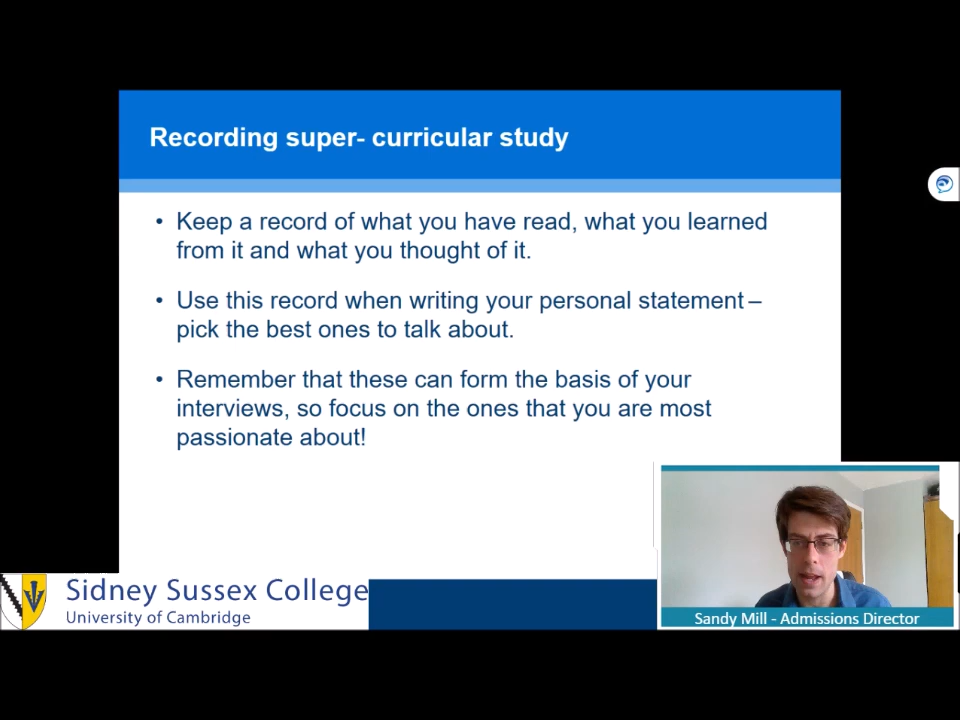 Recording super- curricular study
• Keep a record of what you have read, what you learned
from it and what you thought of it.
• Use this record when writing your personal statement –
pick the best ones to talk about.
• Remember that these can form the basis of your
interviews, so focus on the ones that you are most
passionate about!
Sidney Sussex College
University of Cambridge
Sandy Mill - Admissions Director